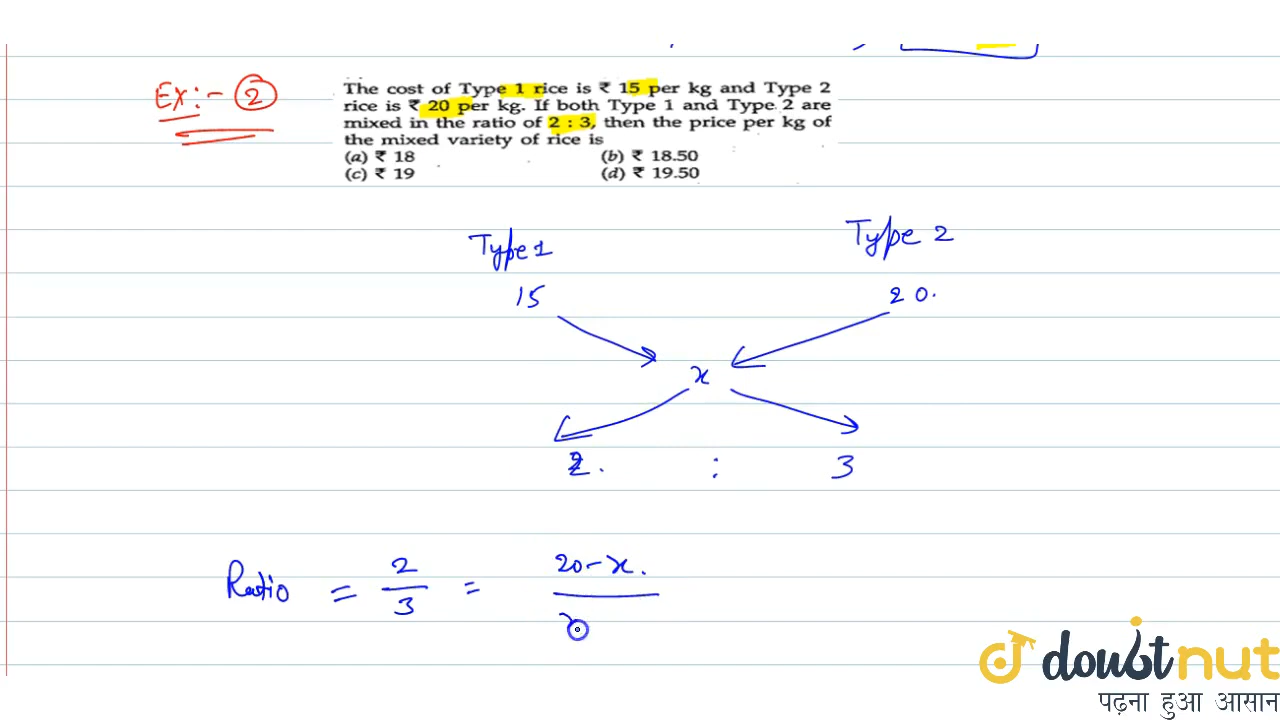 Ex:- 2
The cost of Type 1 rice is ₹ 15 per kg and Type 2
rice is ₹ 20 per kg. If both Type 1 and Type 2 are
mixed in the ratio of 2 : 3, then the price per kg of
the mixed variety of rice is
(a) ₹ 18 (b) ₹ 18.50
(c) ₹ 19 (d) ₹ 19.50
Type 1 Type 2
15 20.
x
2. : 3
Ratio = 2/3 = 20-x.
doubtnut
पढ़ना हुआ आसान